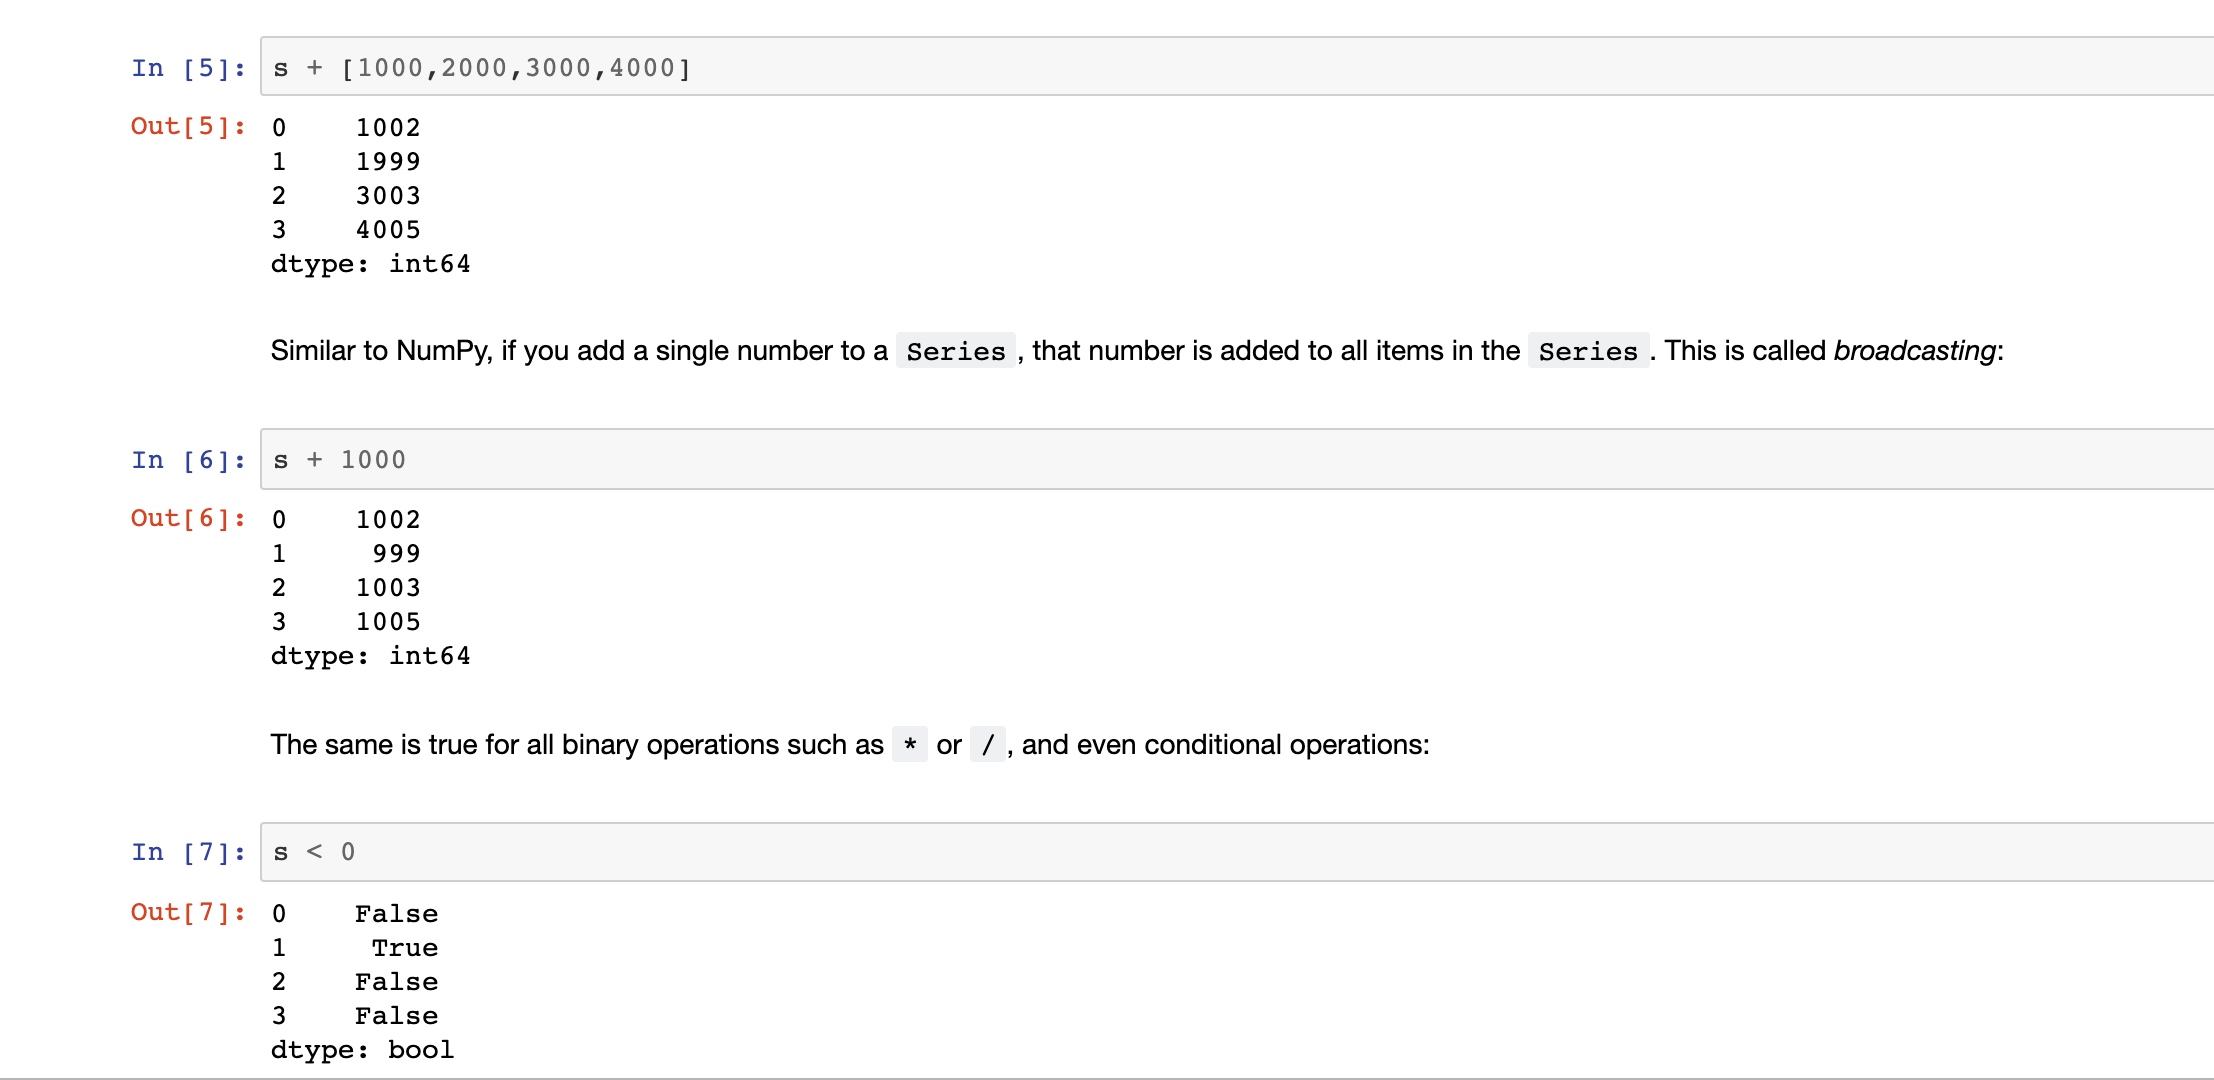 In [5]: s + [1000,2000,3000,4000]
Out[5]: 0    1002
1    1999
2    3003
3    4005
dtype: int64
Similar to NumPy, if you add a single number to a Series, that number is added to all items in the Series. This is called broadcasting:
In [6]: s + 1000
Out[6]: 0    1002
1     999
2    1003
3    1005
dtype: int64
The same is true for all binary operations such as * or /, and even conditional operations:
In [7]: s < 0
Out[7]: 0    False
1     True
2    False
3    False
dtype: bool